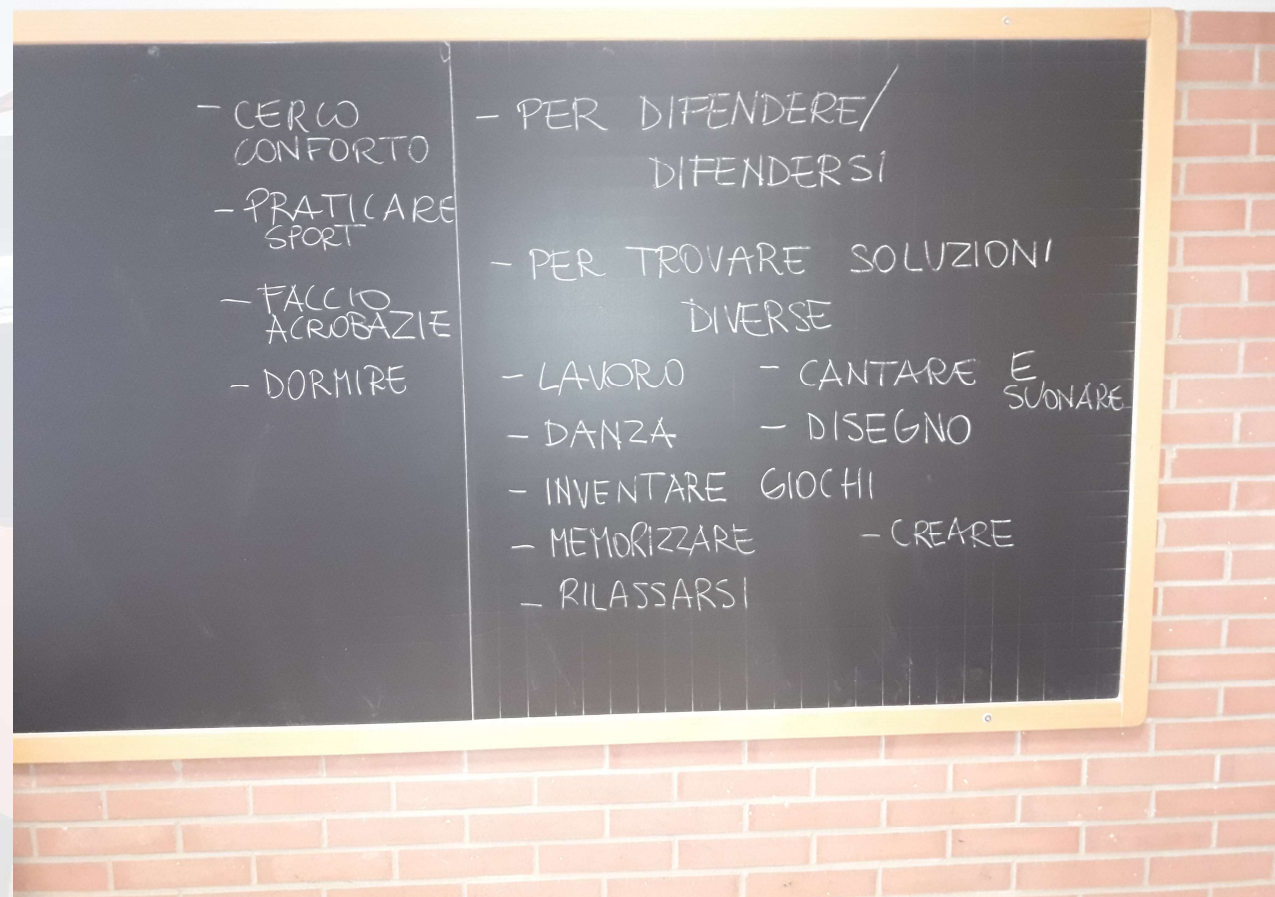 - CERCO
CONFORTO
- PRATICARE
SPORT
- FACCIO
ACROBAZIE
- DORMIRE
- PER DIFENDERE/
DIFENDERSI
- PER TROVARE SOLUZIONI
DIVERSE
- LAVORO - CANTARE E
SUONARE
- DANZA - DISEGNO
- INVENTARE GIOCHI
- MEMORIZZARE - CREARE
- RILASSARSI